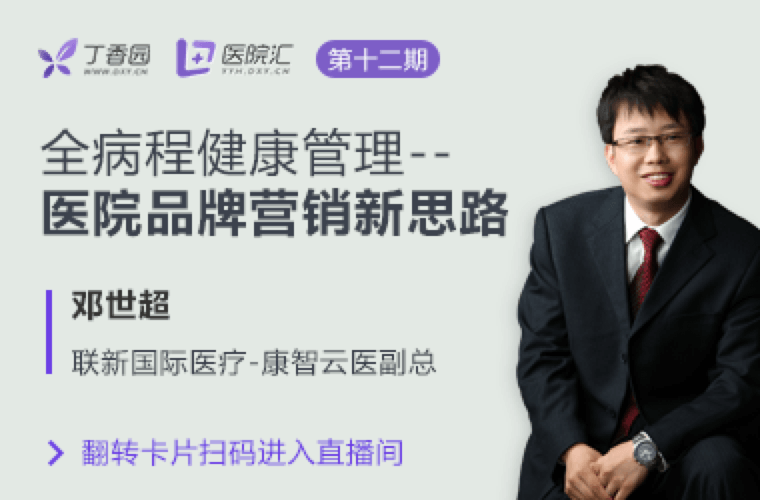 丁香园
WWW.DXY.CN
医院汇
YYH.DXY.CN
第十二期
全病程健康管理--
医院品牌营销新思路
邓世超
联新国际医疗-康智云医副总
翻转卡片扫码进入直播间